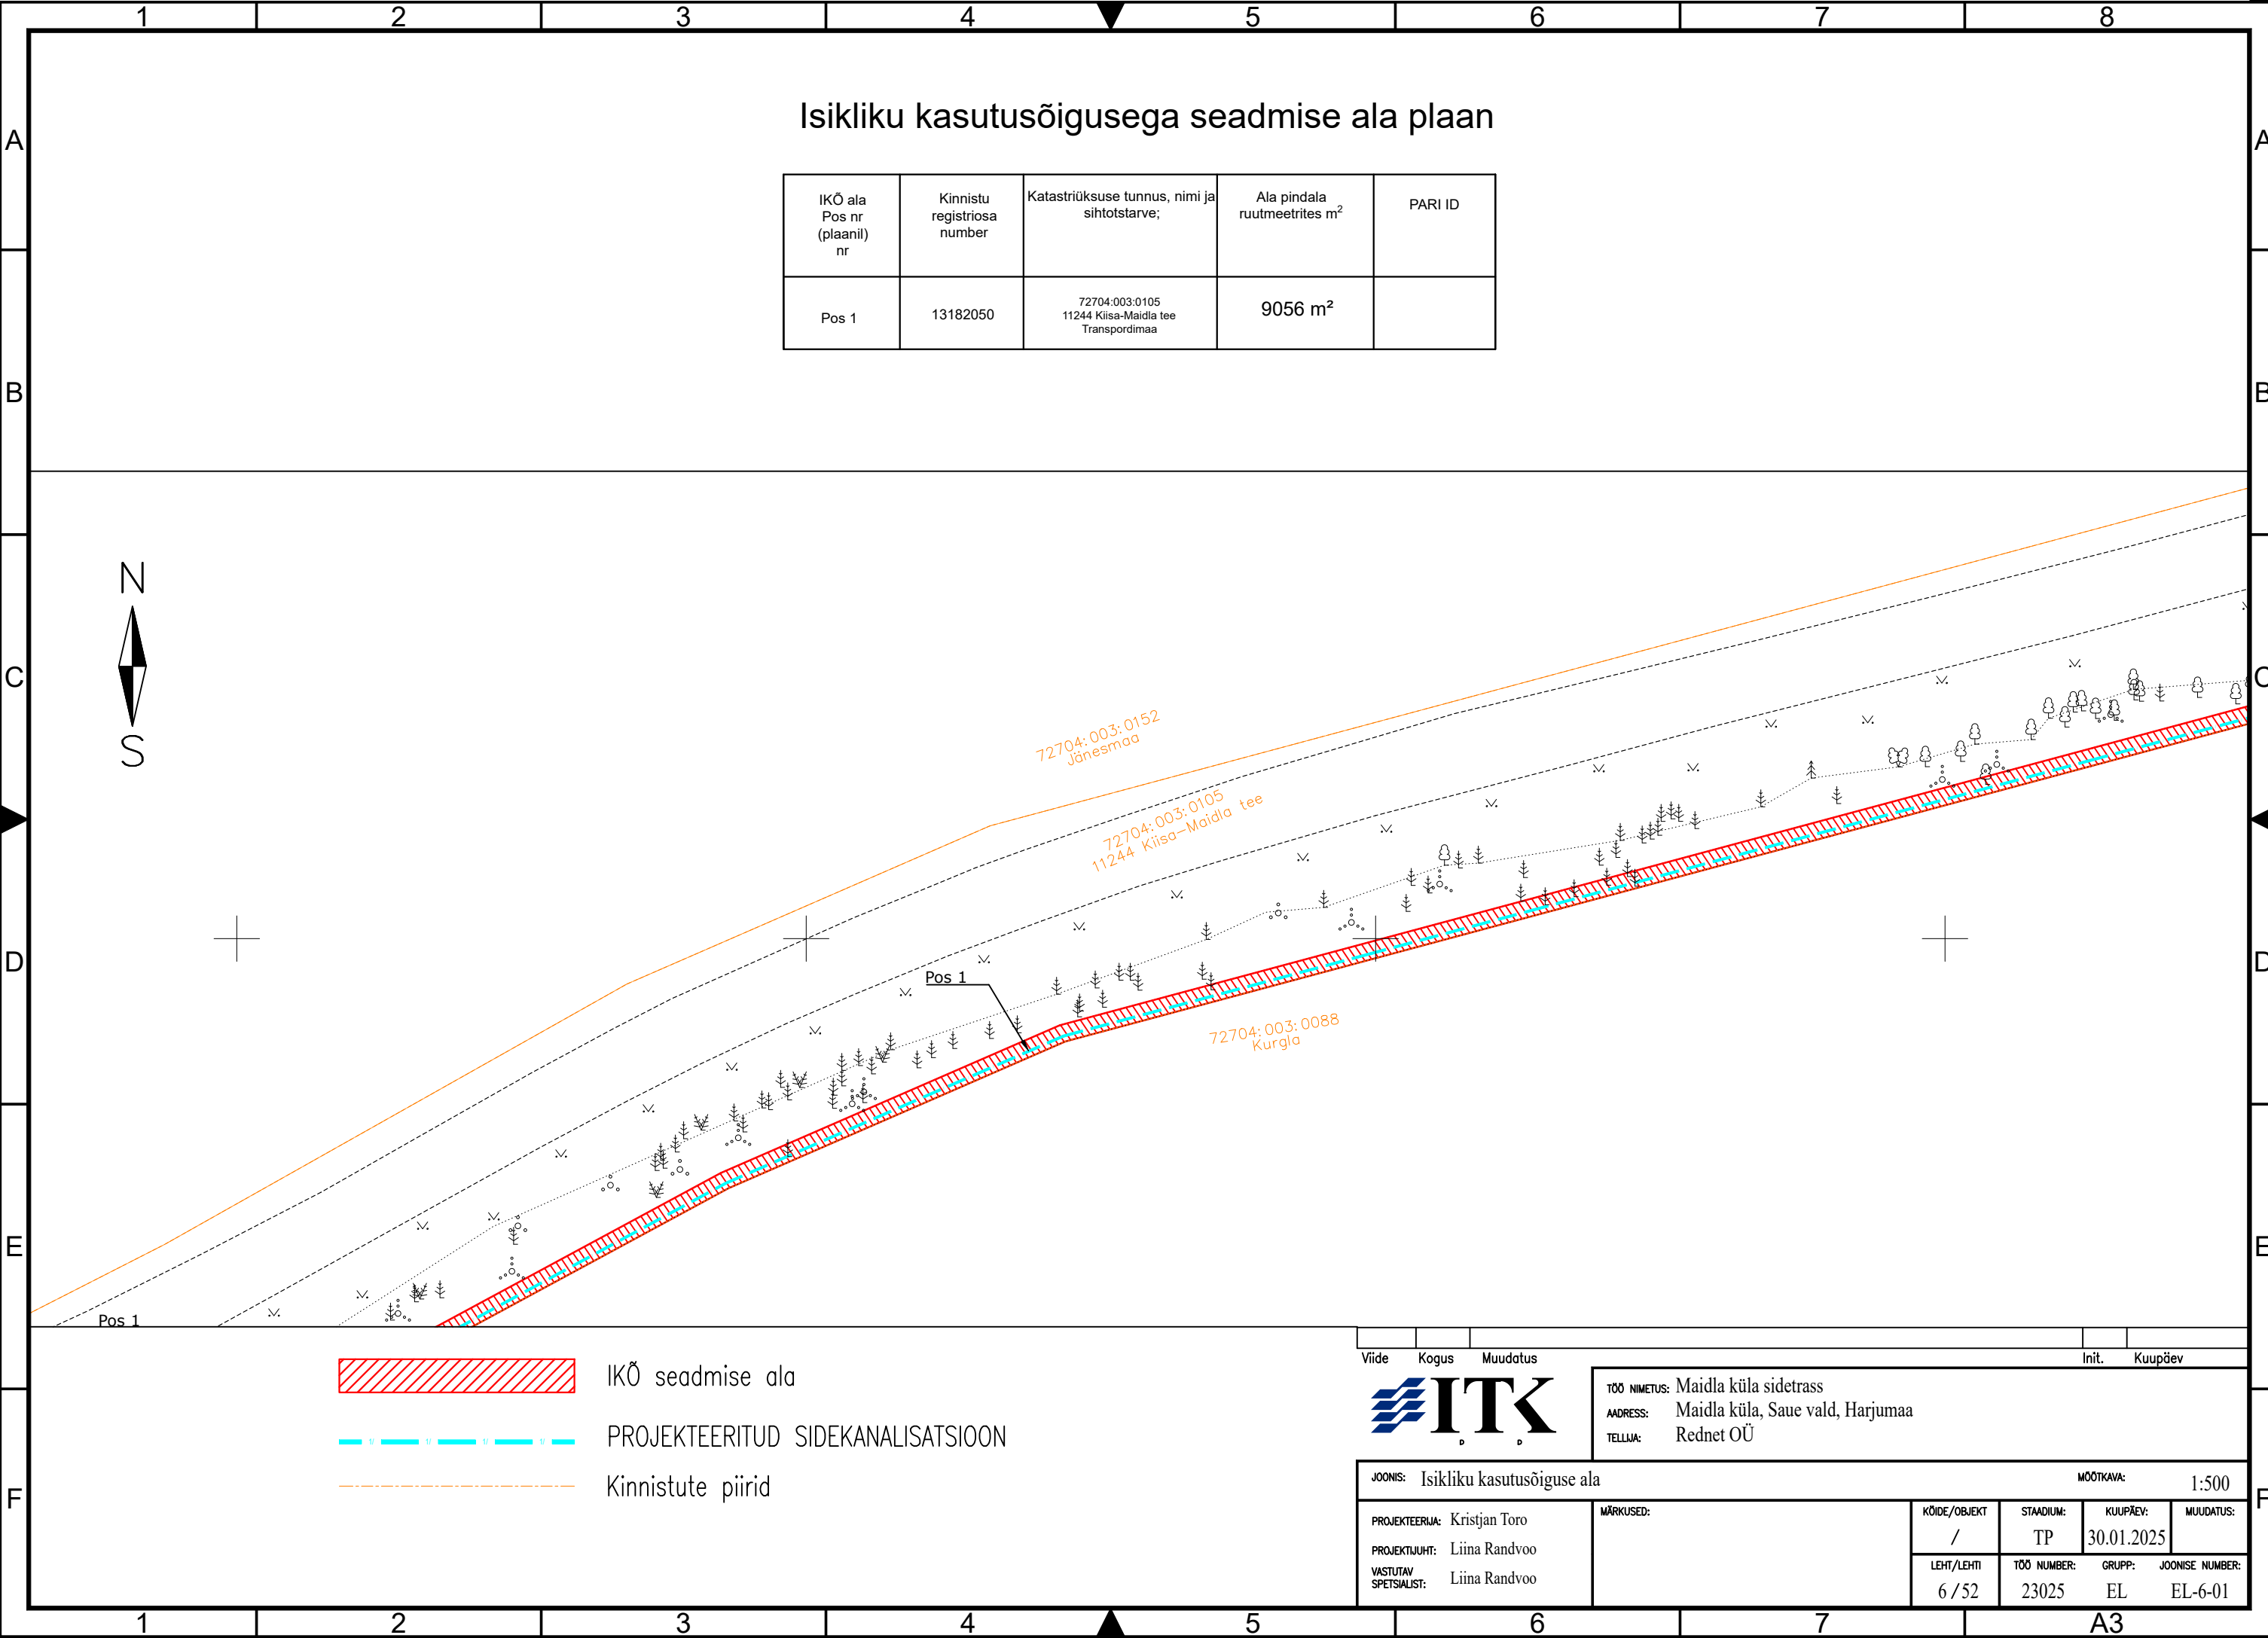 1 2 3 4 5 6 7 8
A A
B B
C C
D D
E E
F F
Isikliku kasutusõigusega seadmise ala plaan
IKÕ ala
Pos nr
(plaanil)
nr
Kinnistu
registriosa
number
Katastriüksuse tunnus, nimi ja
sihtotstarve;
Ala pindala
ruutmeetrites m²
PARI ID
Pos 1
13182050
72704:003:0105
11244 Kiisa-Maidla tee
Transpordimaa
9056 m²
N
S
72704:003:0152
Jänesmaa
72704:003:0105
11244 Kiisa-Maidla tee
Pos 1
72704:003:0088
Kurgla
Pos 1
IKÕ seadmise ala
PROJEKTEERITUD SIDEKANALISATSIOON
Kinnistute piirid
Viide Kogus Muudatus Init. Kuupäev
ITK
D D
TÖÖ NIMETUS: Maidla küla sidetrass
AADRESS: Maidla küla, Saue vald, Harjumaa
TELLIJA: Rednet OÜ
JOONIS: Isikliku kasutusõiguse ala
MÕÕTKAVA: 1:500
PROJEKTEERIJA: Kristjan Toro
PROJEKTIJUHT: Liina Randvoo
VASTUTAV
SPETSIALIST: Liina Randvoo
MÄRKUSED:
KÖIDE/OBJEKT STAADIUM: KUUPÄEV: MUUDATUS:
/ TP 30.01.2025
LEHT/LEHTI TÖÖ NUMBER: GRUPP: JOONISE NUMBER:
6 / 52 23025 EL EL-6-01
1 2 3 4 5 6 7 A3